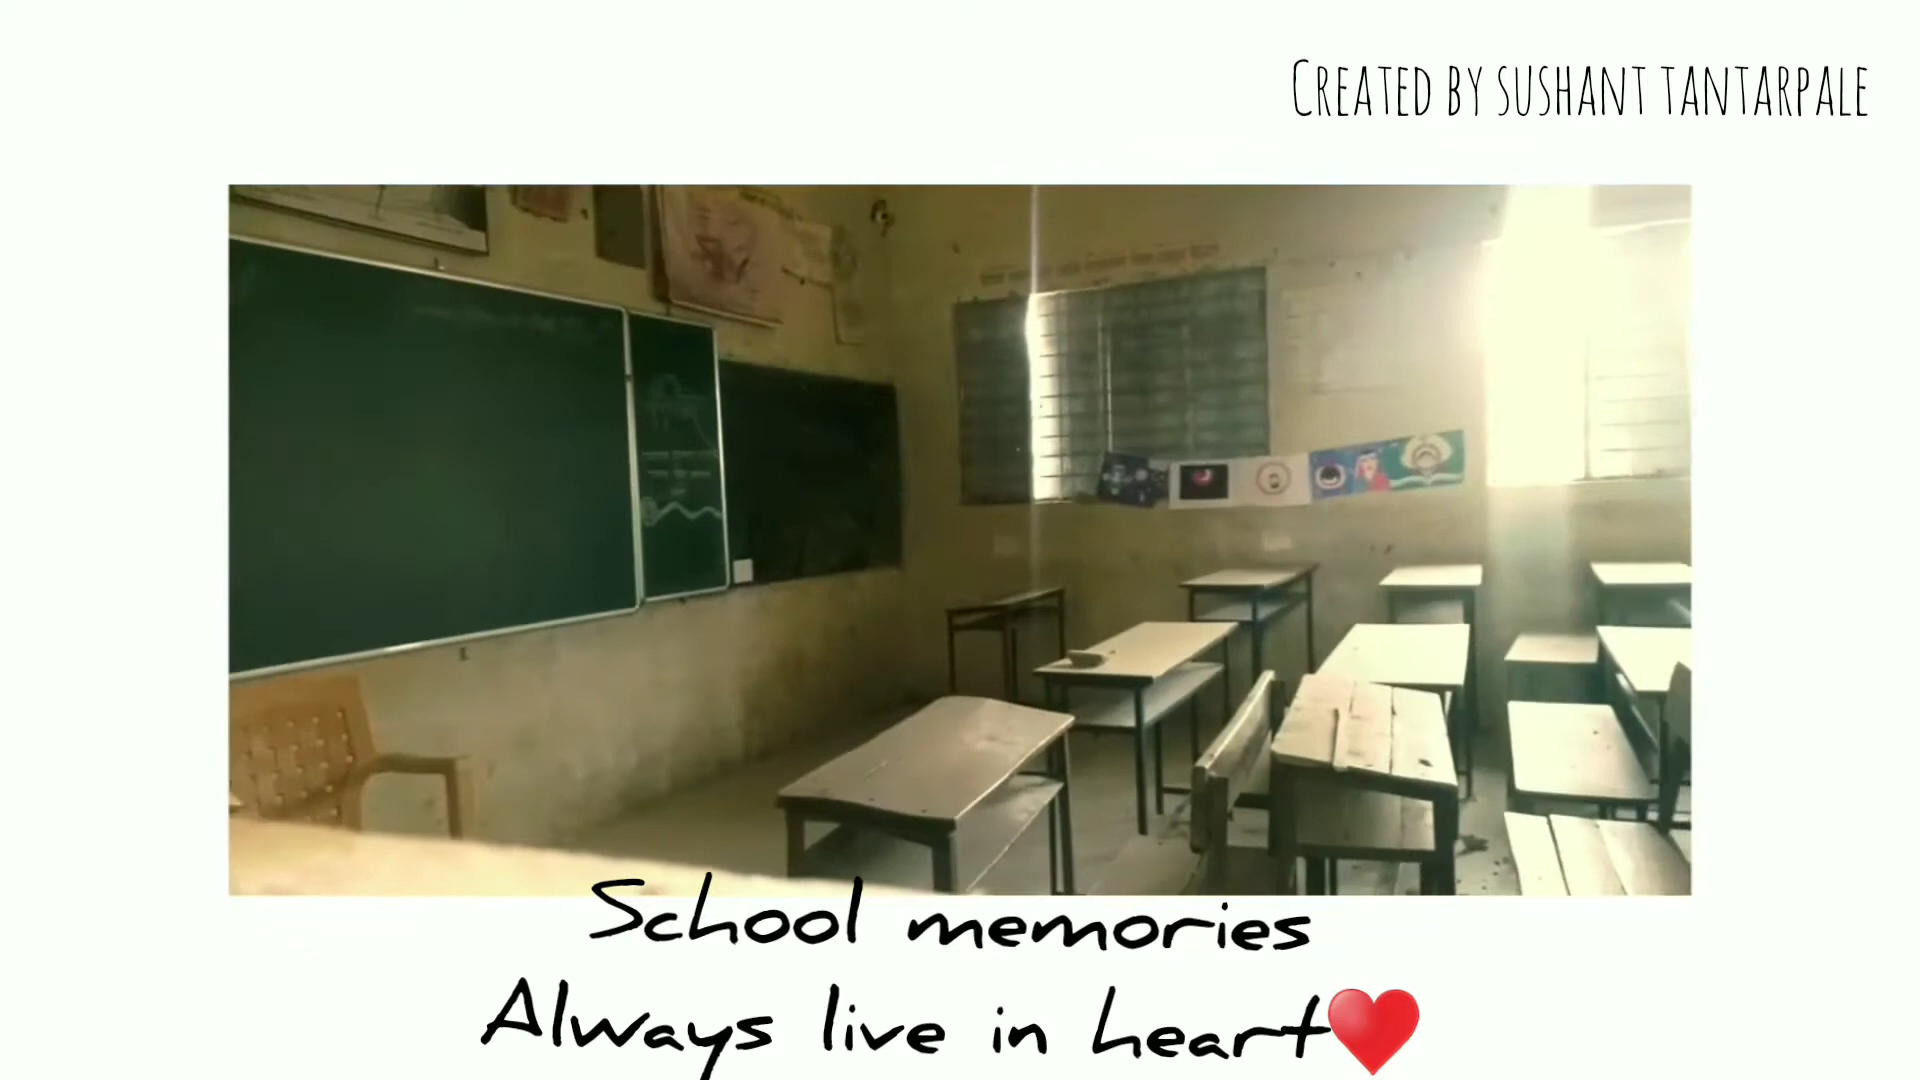 CREATED BY SUSHANT TANTARPALE
School memories
Always live in heart♥️